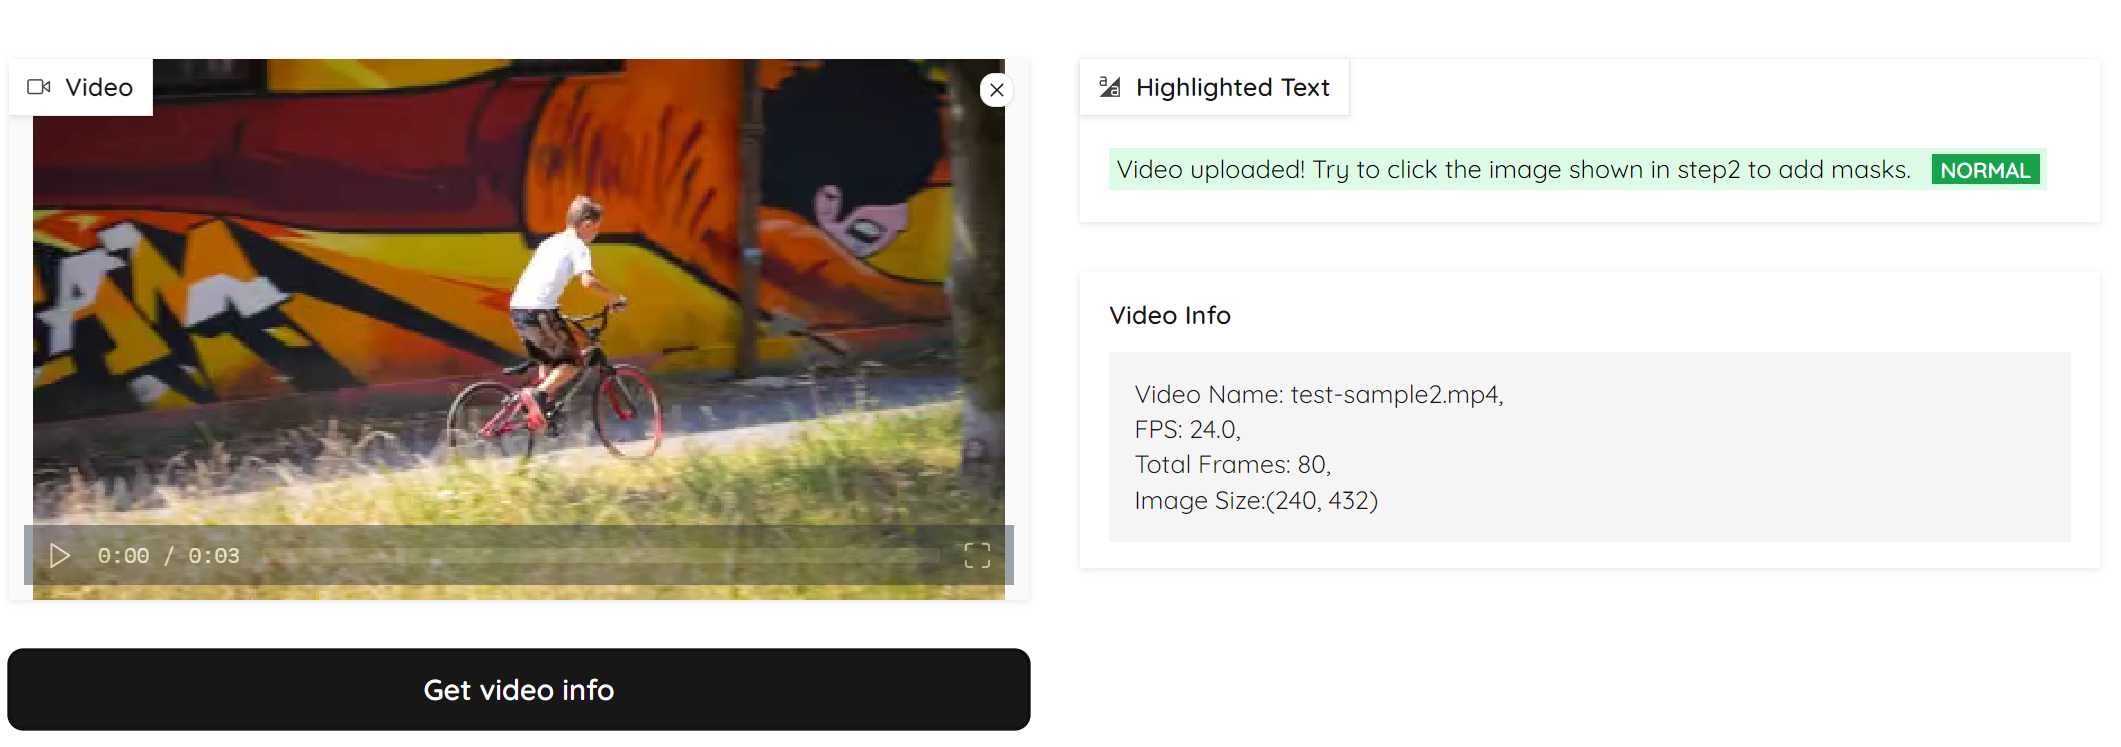 Video
0:00 / 0:03
Get video info
Highlighted Text
Video uploaded! Try to click the image shown in step2 to add masks. NORMAL
Video Info
Video Name: test-sample2.mp4,
FPS: 24.0,
Total Frames: 80,
Image Size:(240, 432)